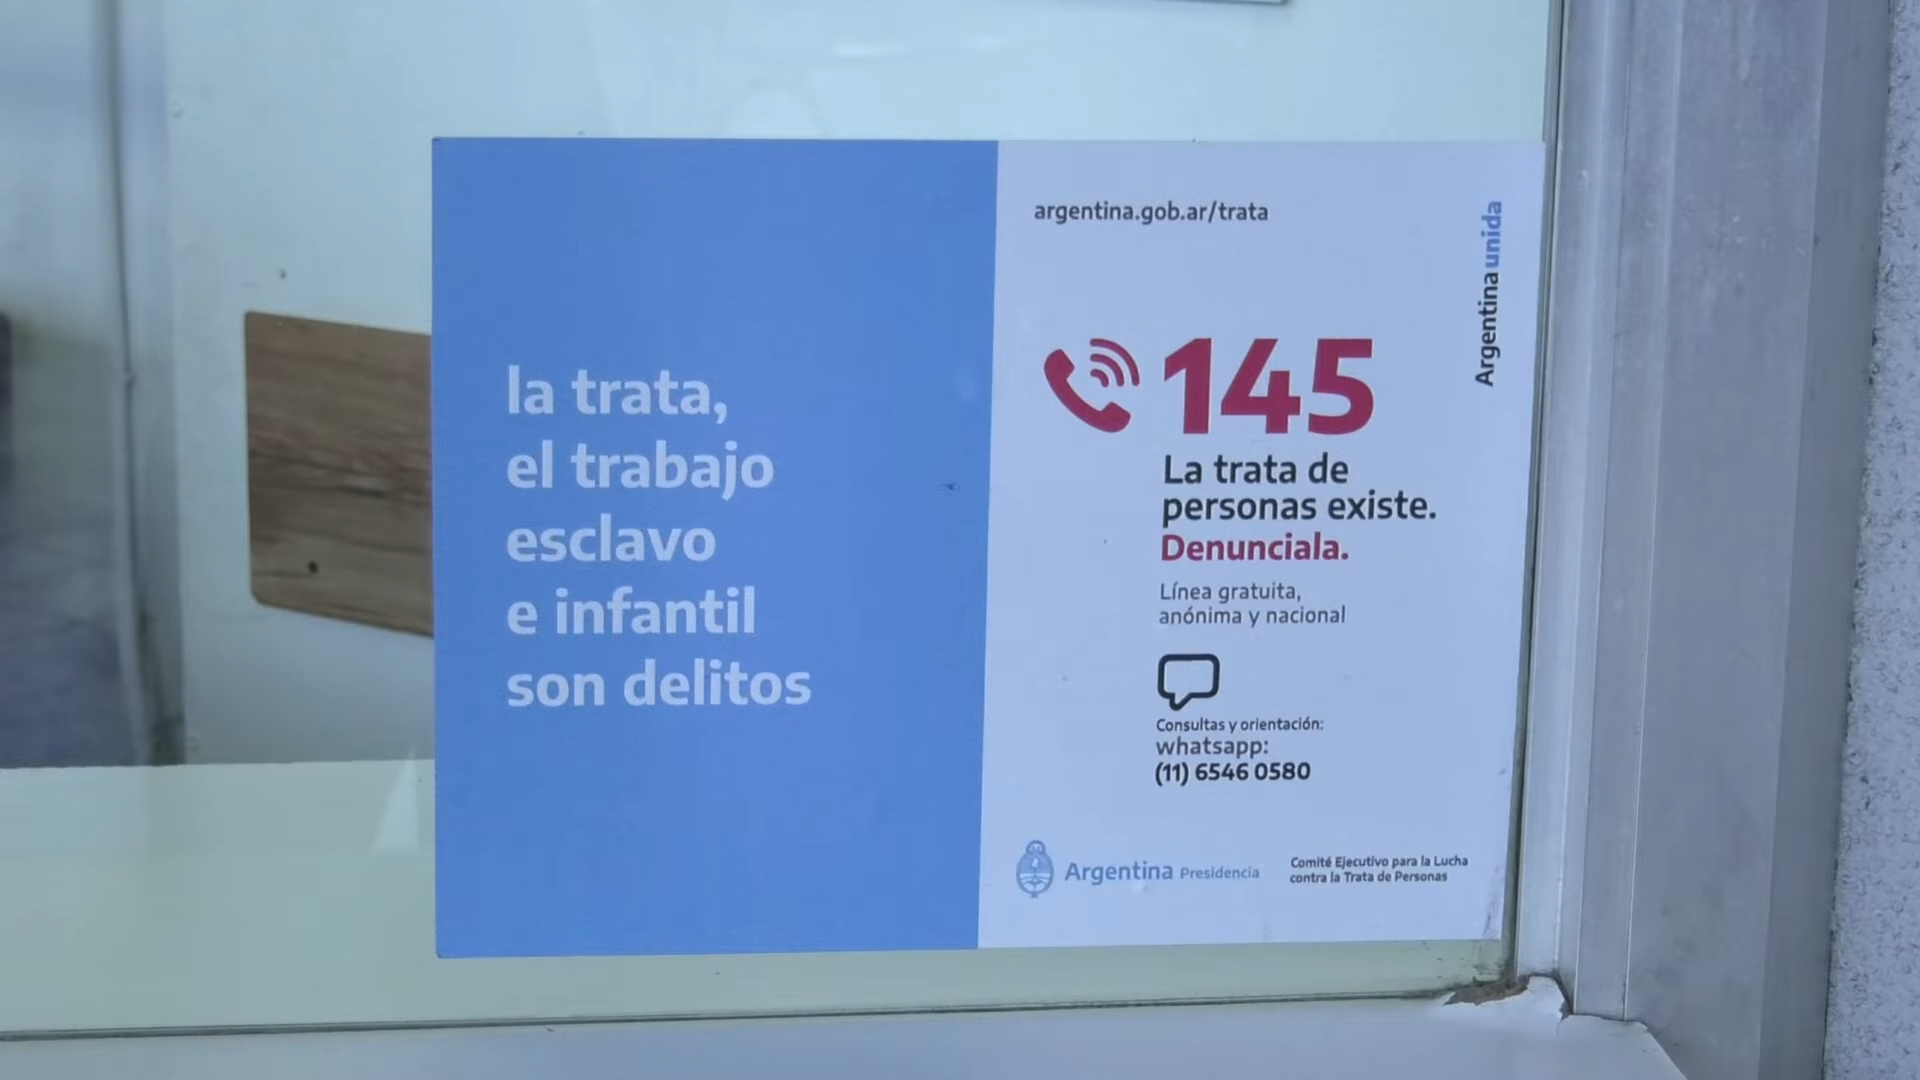 la trata,
el trabajo
esclavo
e infantil
son delitos
argentina.gob.ar/trata
Argentina unida
145
La trata de
personas existe.
Denunciala.
Línea gratuita,
anónima y nacional
Consultas y orientación:
whatsapp:
(11) 6546 0580
Argentina Presidencia
Comité Ejecutivo para la Lucha
contra la Trata de Personas